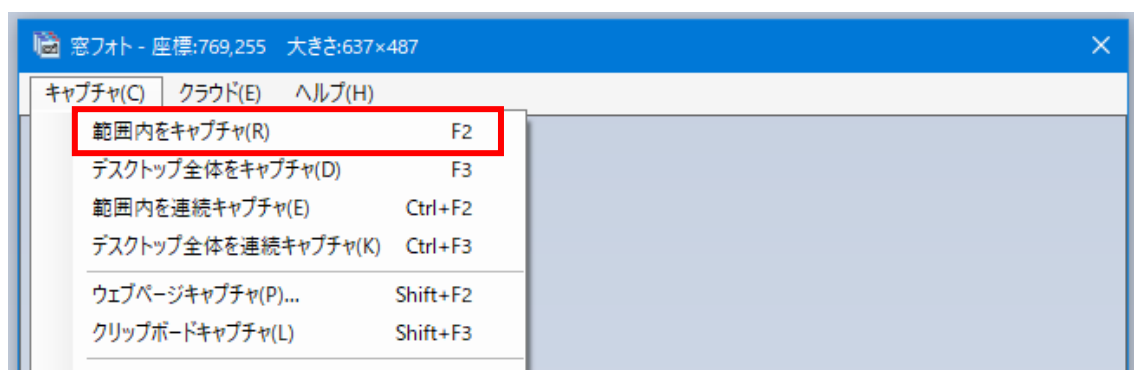 窓フォト - 座標:769,255 大きさ:637×487
キャプチャ(C) クラウド(E) ヘルプ(H)
範囲内をキャプチャ(R) F2
デスクトップ全体をキャプチャ(D) F3
範囲内を連続キャプチャ(E) Ctrl+F2
デスクトップ全体を連続キャプチャ(K) Ctrl+F3
ウェブページキャプチャ(P)... Shift+F2
クリップボードキャプチャ(L) Shift+F3